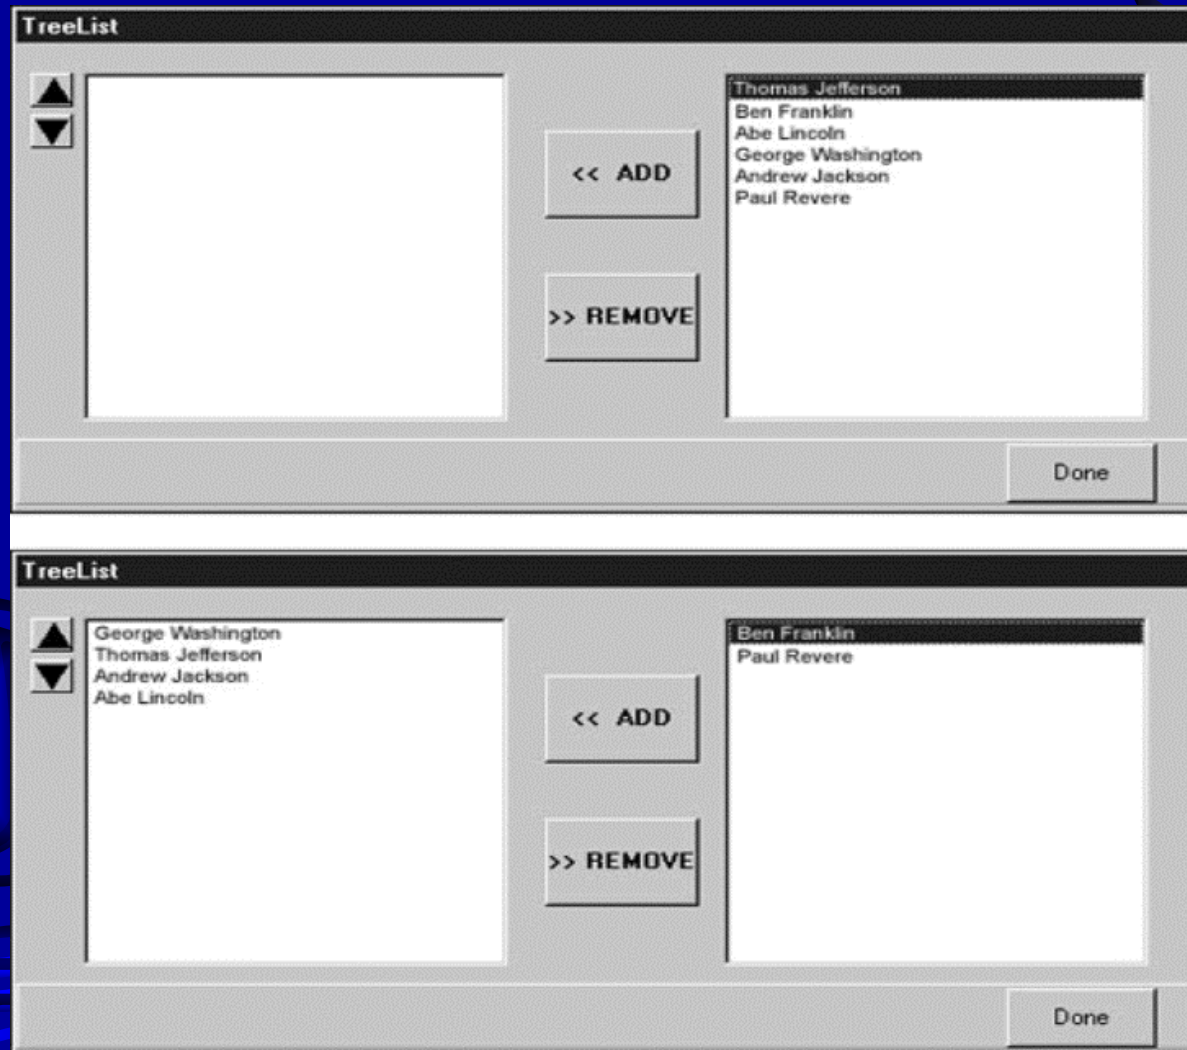 TreeList
<< ADD
>> REMOVE
Thomas Jefferson
Ben Franklin
Abe Lincoln
George Washington
Andrew Jackson
Paul Revere
Done
TreeList
George Washington
Thomas Jefferson
Andrew Jackson
Abe Lincoln
<< ADD
>> REMOVE
Ben Franklin
Paul Revere
Done